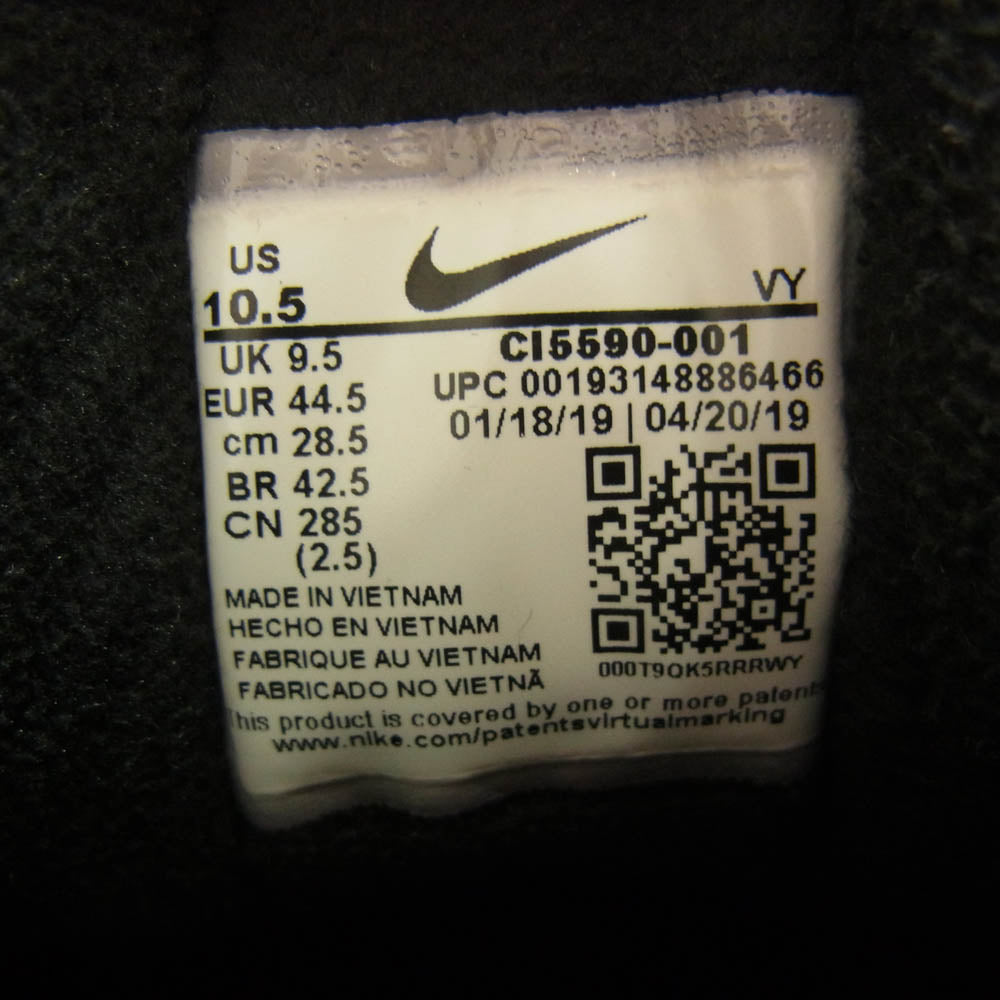 US
10.5
VY
UK 9.5
EUR 44.5
cm 28.5
BR 42.5
CN 285
(2.5)
CI5590-001
UPC 00193148886466
01/18/19 | 04/20/19
000T9QK5RRRWY
MADE IN VIETNAM
HECHO EN VIETNAM
FABRIQUE AU VIETNAM
FABRICADO NO VIETNÃ
This product is covered by one or more patents
www.nike.com/patentsvirtualmarking